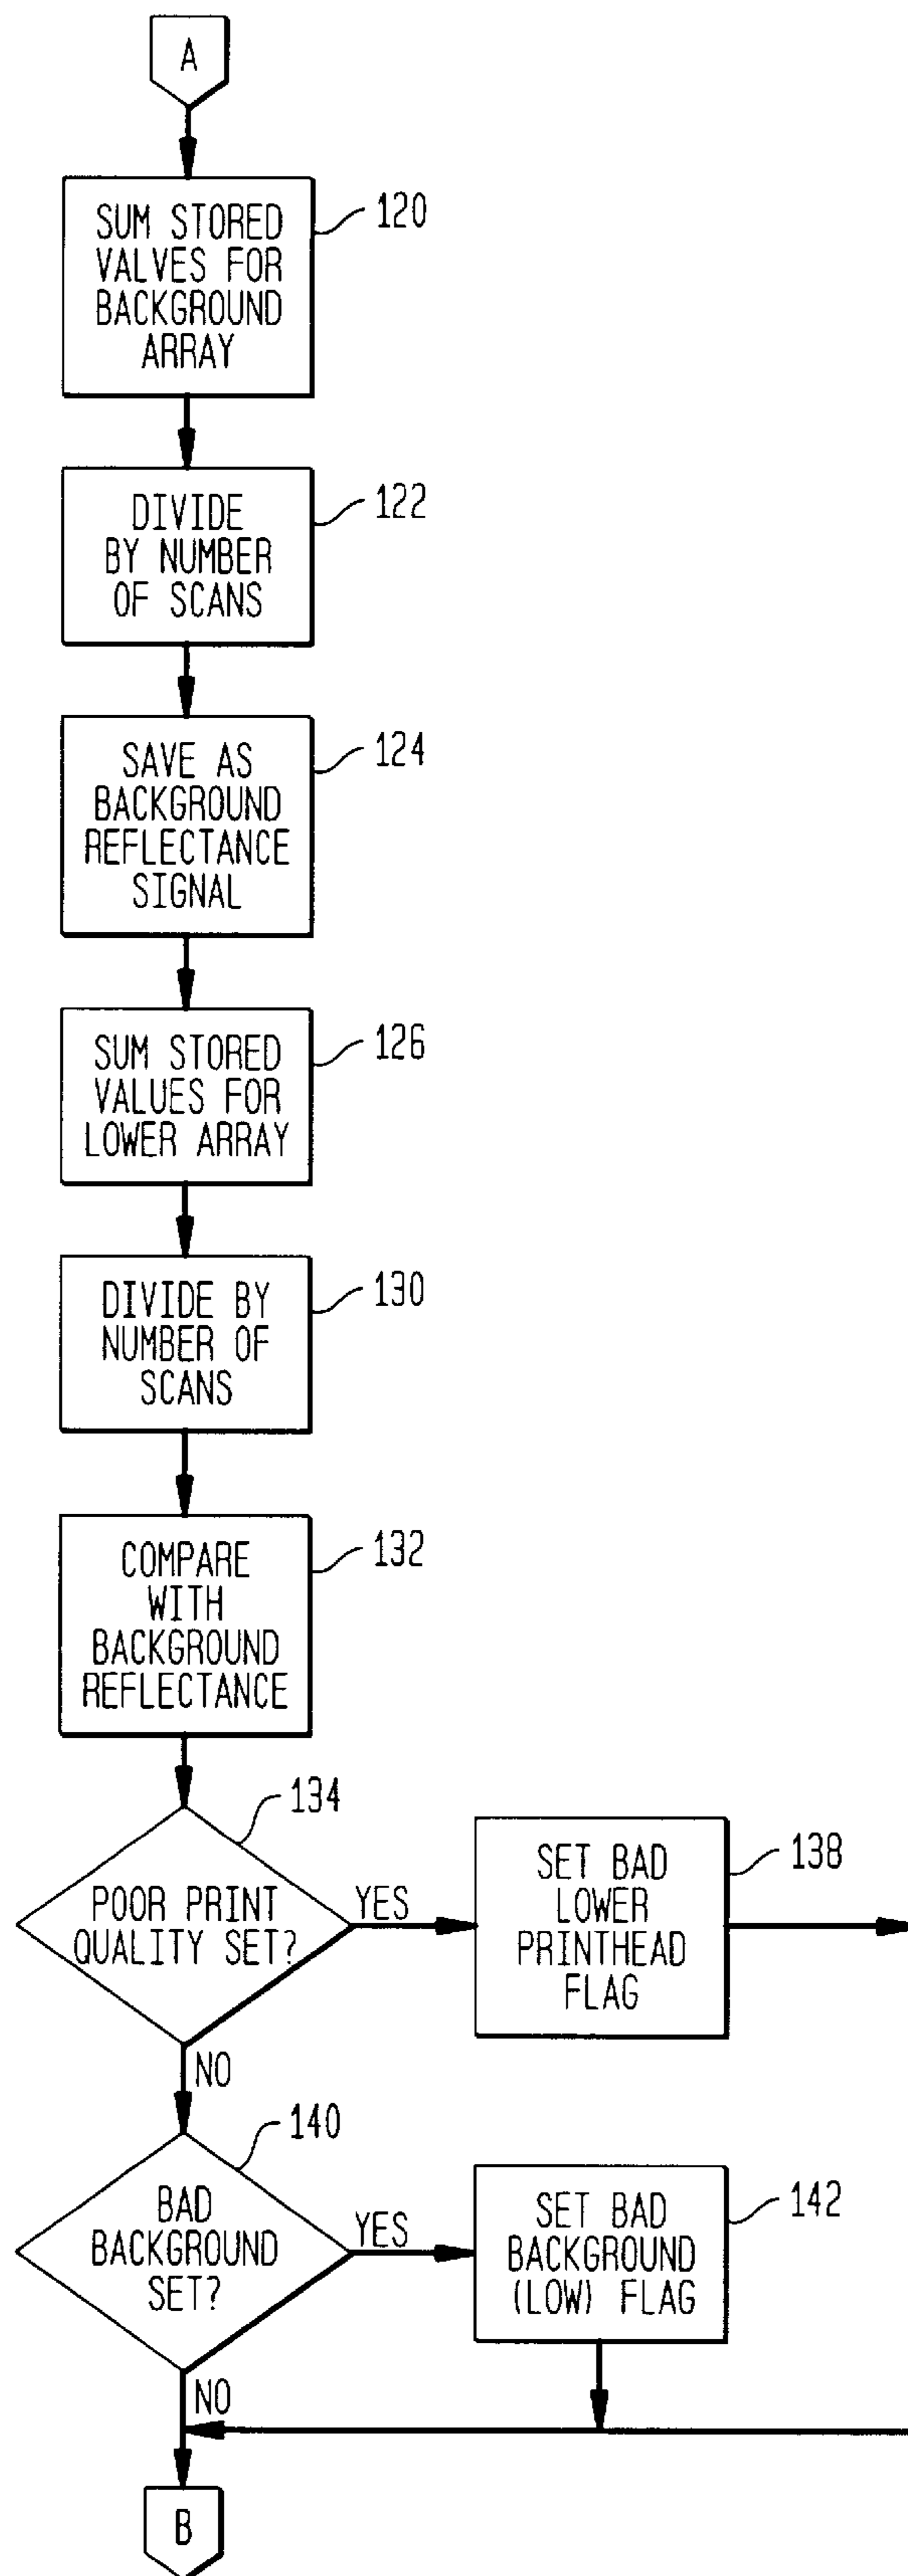 A
SUM STORED
VALVES FOR
BACKGROUND
ARRAY
120
DIVIDE
BY NUMBER
OF SCANS
122
SAVE AS
BACKGROUND
REFLECTANCE
SIGNAL
124
SUM STORED
VALUES FOR
LOWER ARRAY
126
DIVIDE BY
NUMBER OF
SCANS
130
COMPARE
WITH
BACKGROUND
REFLECTANCE
132
POOR PRINT
QUALITY SET?
134
YES
SET BAD
LOWER
PRINTHEAD
FLAG
138
NO
BAD
BACKGROUND
SET?
140
YES
SET BAD
BACKGROUND
(LOW) FLAG
142
NO
B